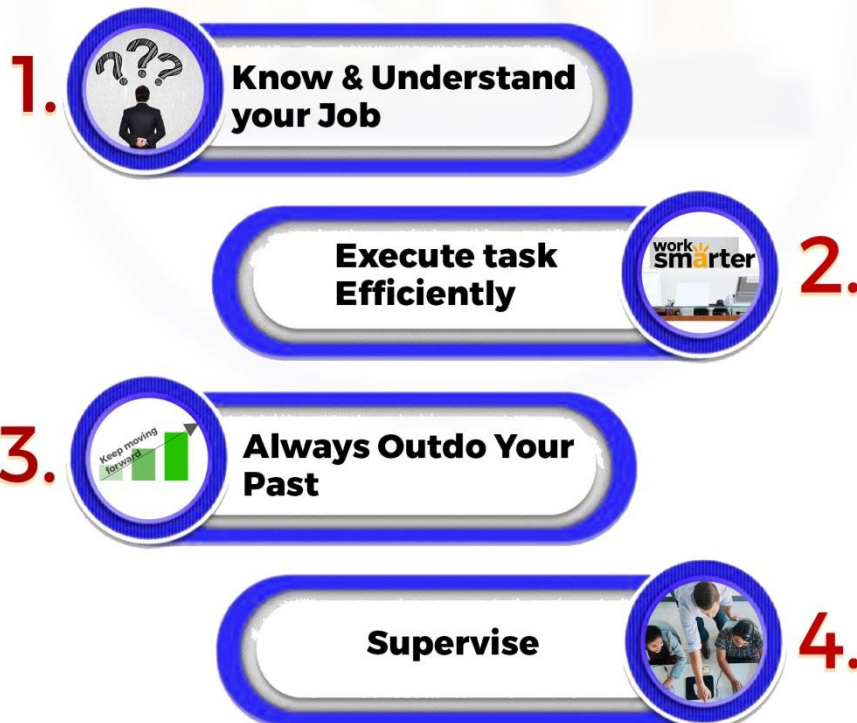 1.
Know & Understand
your Job
Execute task
Efficiently
work
smarter
2.
3.
Keep moving
forward
Always Outdo Your
Past
Supervise
4.